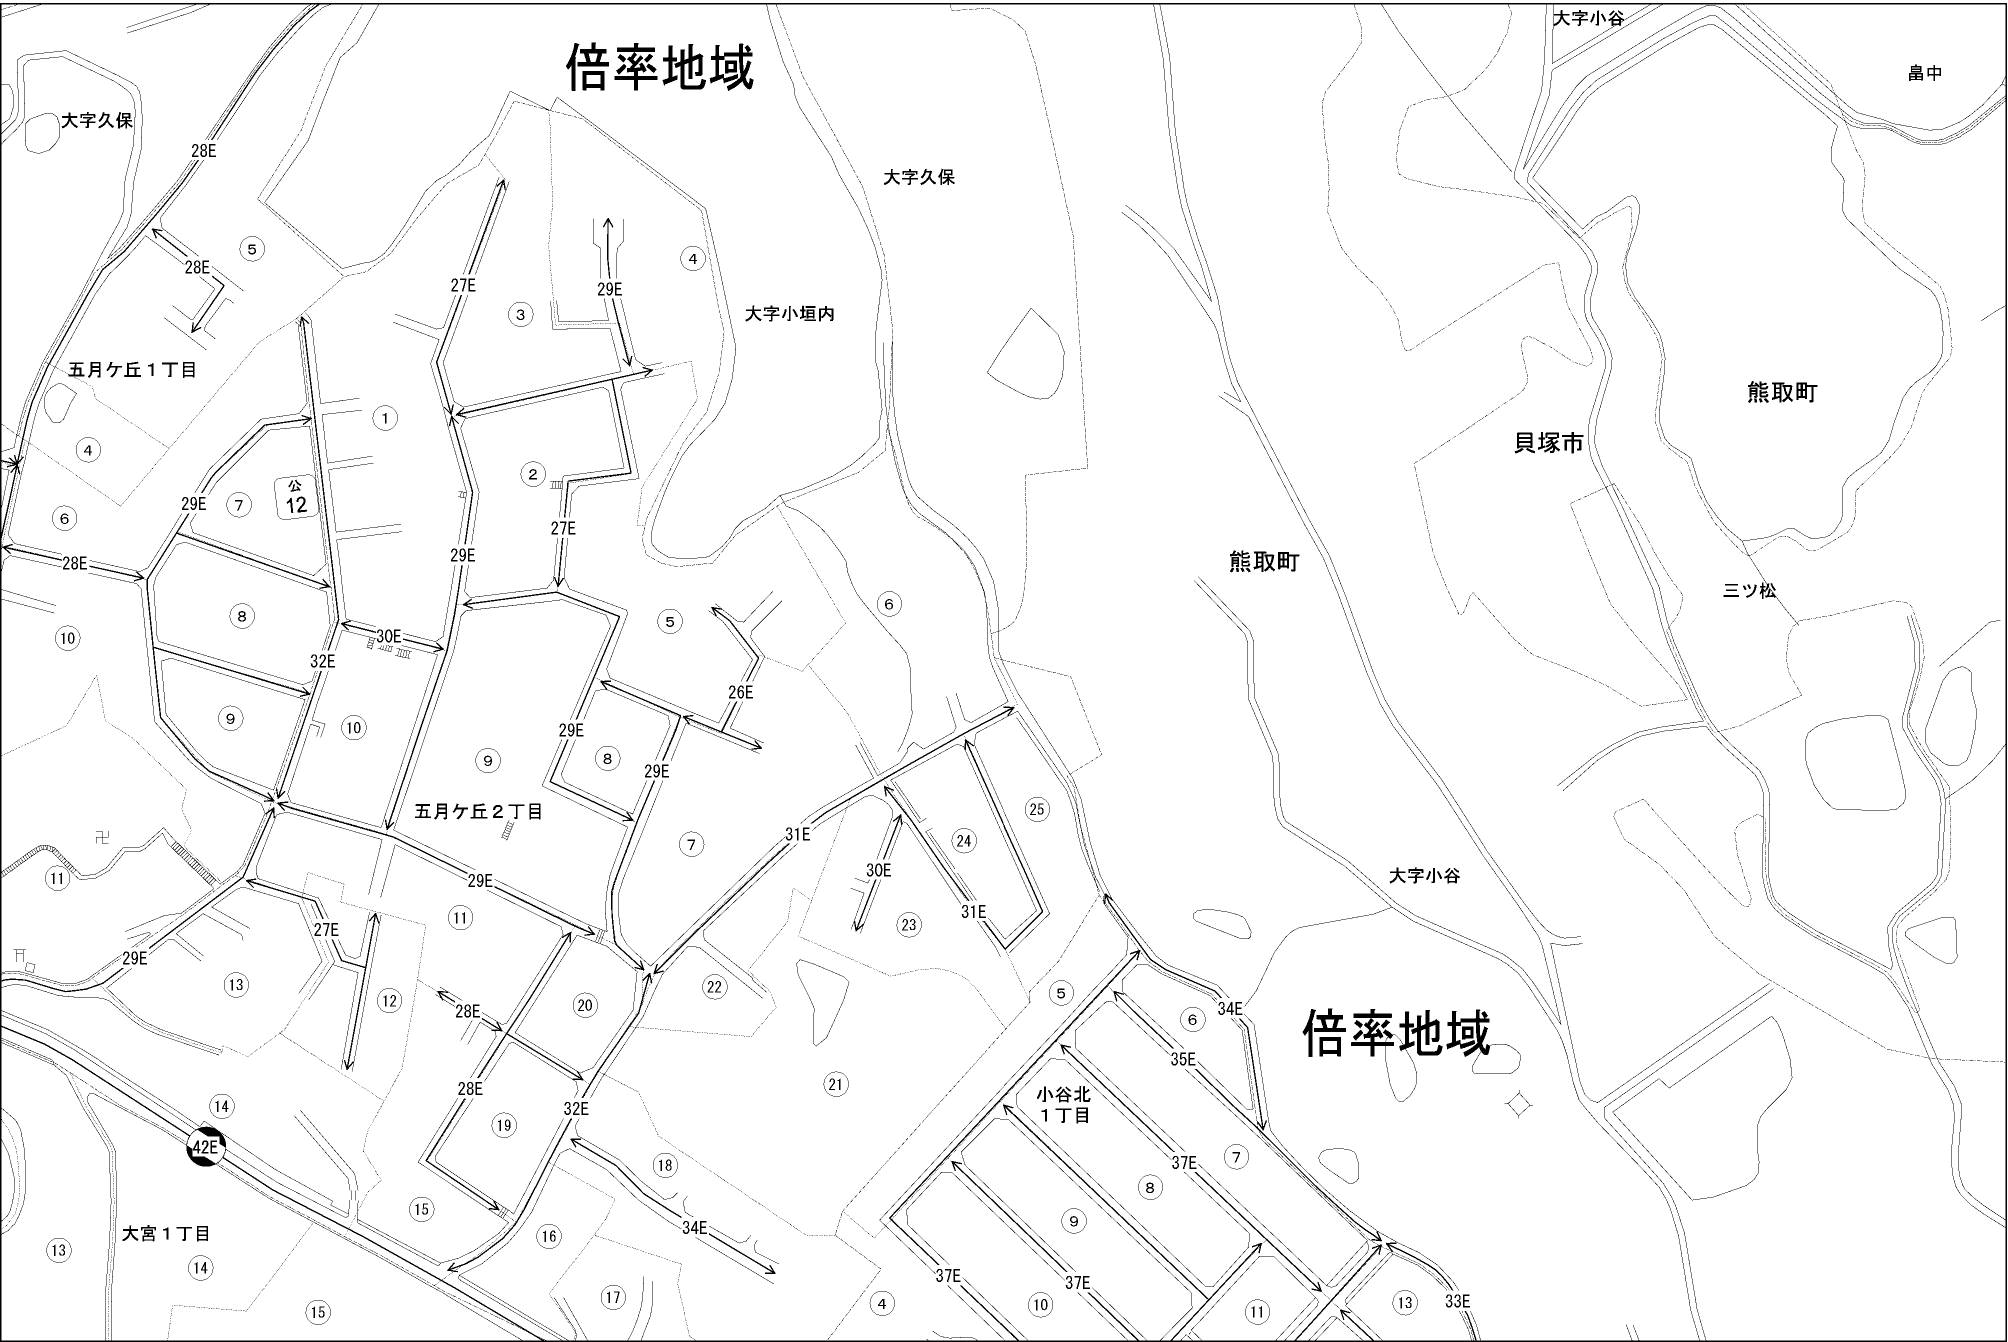 大字小谷
倍率地域
畠中
大字久保
28E
大字久保
⑤
28E
④
27E
29E
③
大字小垣内
五月ケ丘１丁目
熊取町
①
貝塚市
④
②
公
12
⑦
29E
⑥
27E
29E
28E
熊取町
三ツ松
⑥
⑧
⑤
30E
⑩
32E
26E
⑨
⑩
29E
⑨
⑧
29E
五月ケ丘２丁目
㉕
31E
㉔
⑦
30E
大字小谷
⑪
29E
31E
⑪
27E
㉓
29E
⑬
⑫
㉒
⑤
⑳
28E
34E
⑥
倍率地域
35E
㉑
28E
小谷北
１丁目
⑭
32E
⑲
42E
⑦
37E
⑱
⑧
⑮
大宮１丁目
34E
⑨
⑯
⑬
⑭
37E
37E
⑰
④
⑩
⑪
⑬
33E
⑮